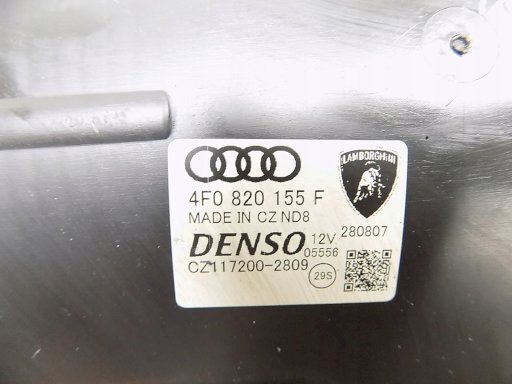 LAMBORGHINI
4F0 820 155 F
MADE IN CZ ND8
DENSO 12V 280807
05556
CZ117200-2809
29S